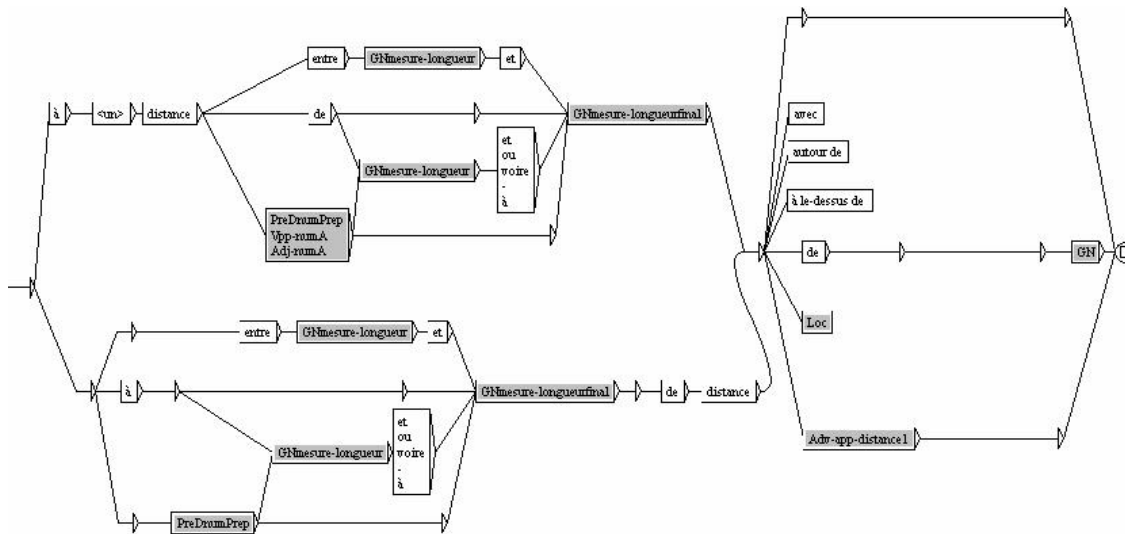 entre GNmesure-longueur et
à <un> distance de GNmesure-longueurfinal
GNmesure-longueur
et
ou
voire
-
à
PreDnumPrep
Vpp-numA
Adj-numA
entre GNmesure-longueur et
à GNmesure-longueurfinal de distance
GNmesure-longueur
et
ou
voire
-
à
PreDnumPrep
avec
autour de
à le-dessus de
de GN
Loc
Adv-app-distance1